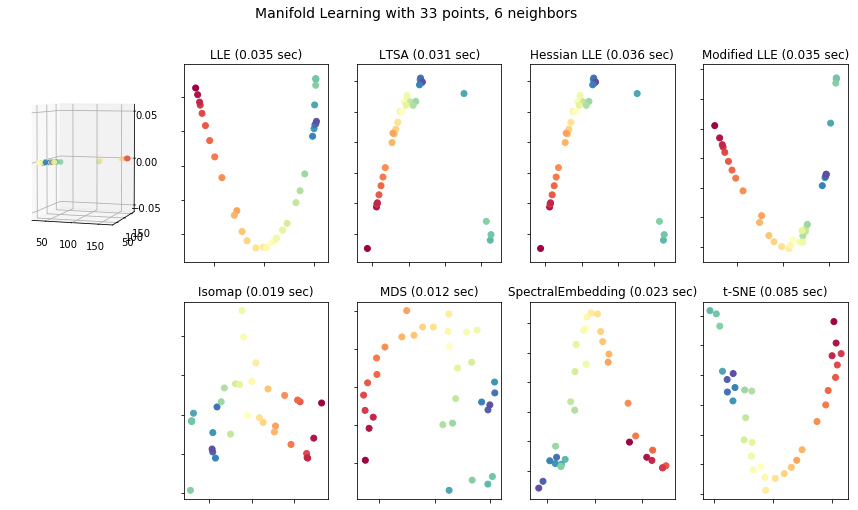 Manifold Learning with 33 points, 6 neighbors
LLE (0.035 sec)
LTSA (0.031 sec)
Hessian LLE (0.036 sec)
Modified LLE (0.035 sec)
0.05
0.00
−0.05
50
100
150
50
100
150
Isomap (0.019 sec)
MDS (0.012 sec)
SpectralEmbedding (0.023 sec)
t-SNE (0.085 sec)